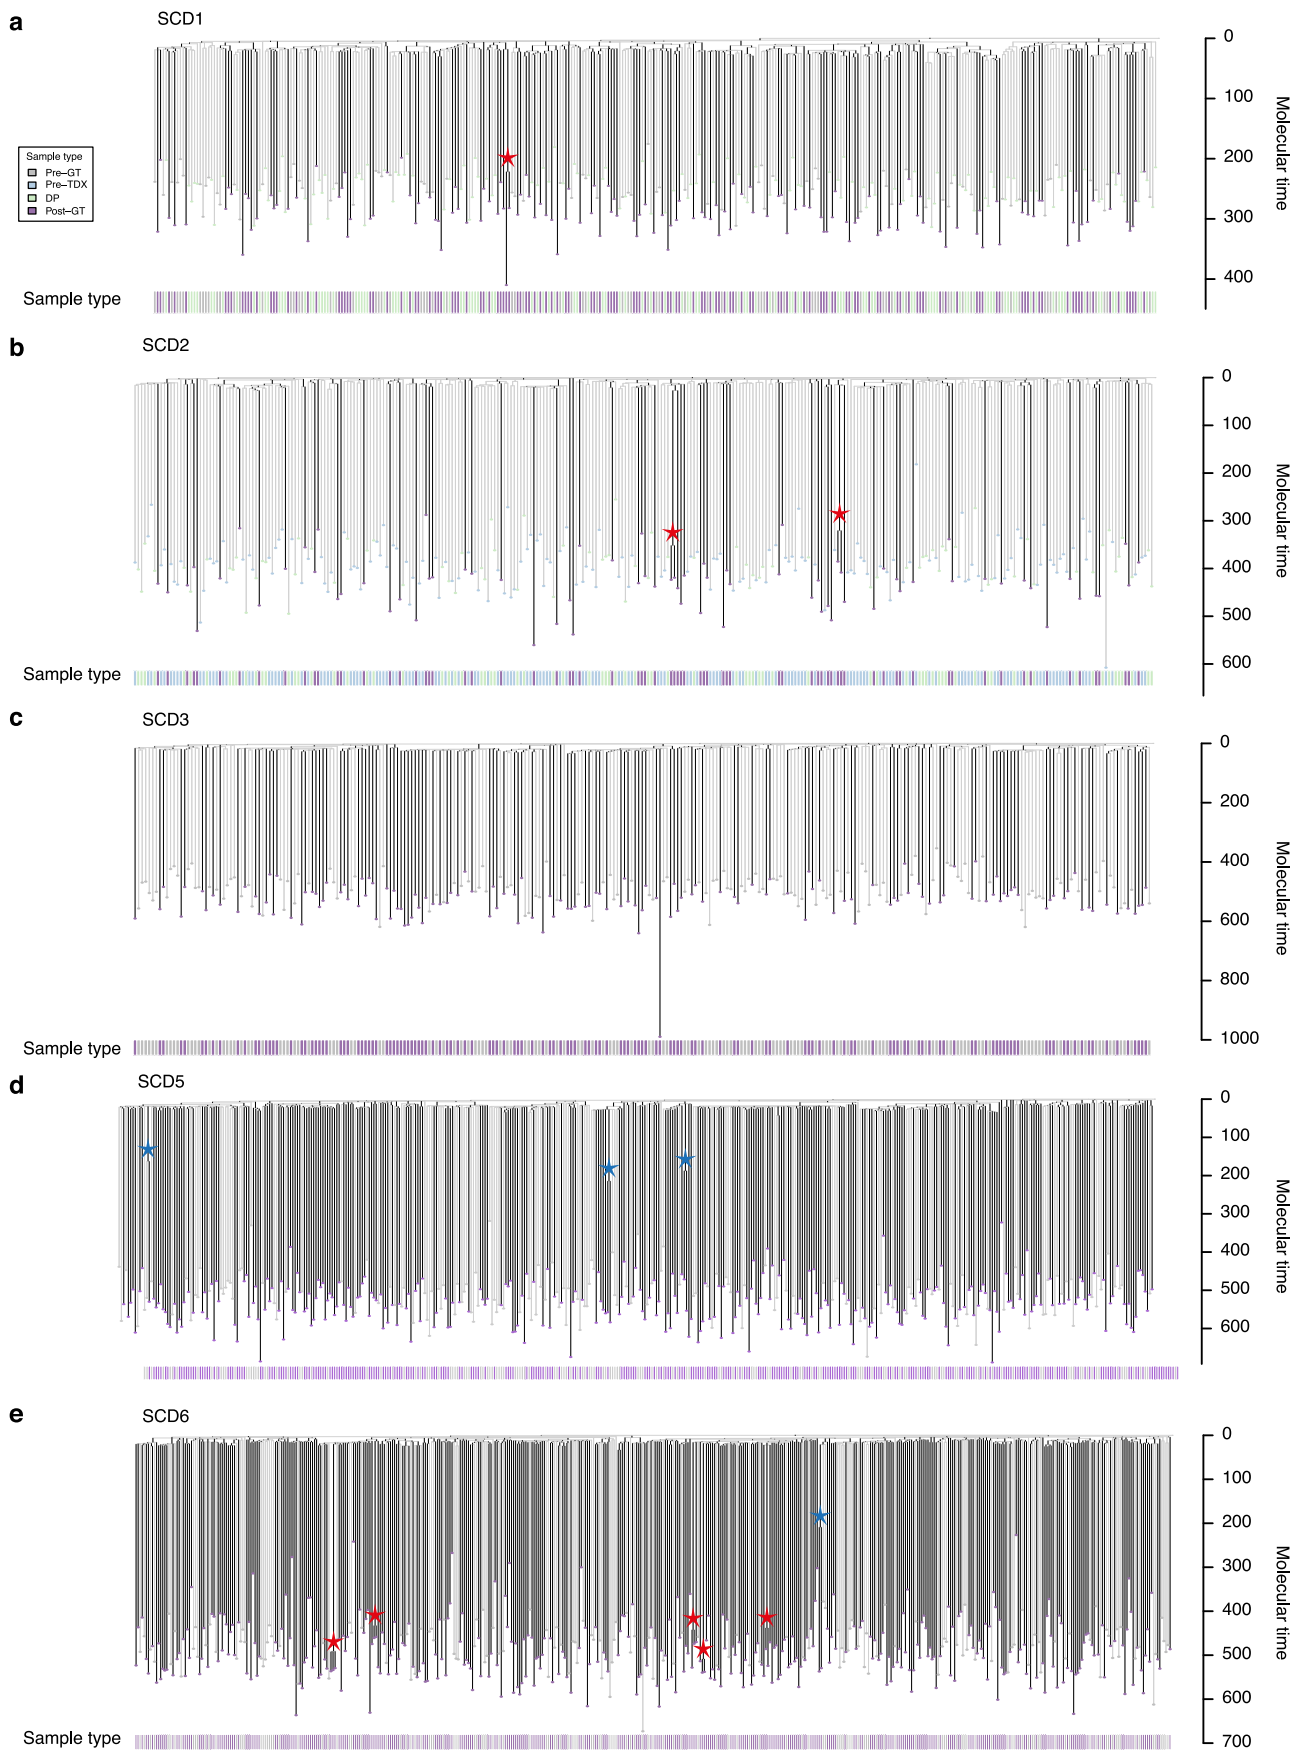 a
SCD1
Sample type
Pre–GT
Pre–TDX
DP
Post–GT
0
100
200
300
400
Molecular time
Sample type
b
SCD2
0
100
200
300
400
500
600
Molecular time
Sample type
c
SCD3
0
200
400
600
800
1000
Molecular time
Sample type
d
SCD5
0
100
200
300
400
500
600
Molecular time
e
SCD6
0
100
200
300
400
500
600
700
Molecular time
Sample type